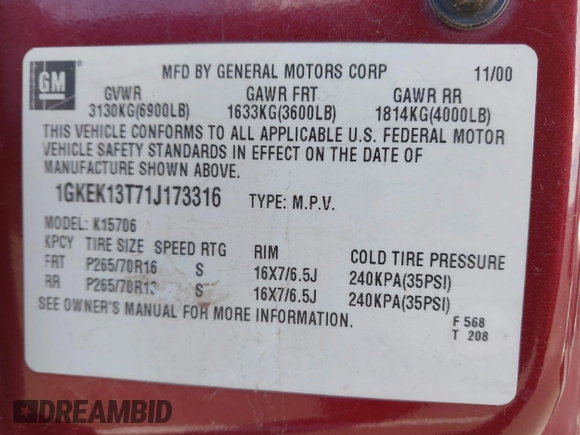 GM
MFD BY GENERAL MOTORS CORP 11/00
GVWR GAWR FRT GAWR RR
3130KG(6900LB) 1633KG(3600LB) 1814KG(4000LB)
THIS VEHICLE CONFORMS TO ALL APPLICABLE U.S. FEDERAL MOTOR
VEHICLE SAFETY STANDARDS IN EFFECT ON THE DATE OF
MANUFACTURE SHOWN ABOVE.
1GKEK13T71J173316 TYPE: M.P.V.
MODEL: K15706
KPCY TIRE SIZE SPEED RTG RIM COLD TIRE PRESSURE
FRT P265/70R16 S 16X7/6.5J 240KPA(35PSI)
RR S 16X7/6.5J 240KPA(35PSI)
SEE OWNER'S MANUAL FOR MORE INFORMATION.
F 568
T 208
DREAMBID